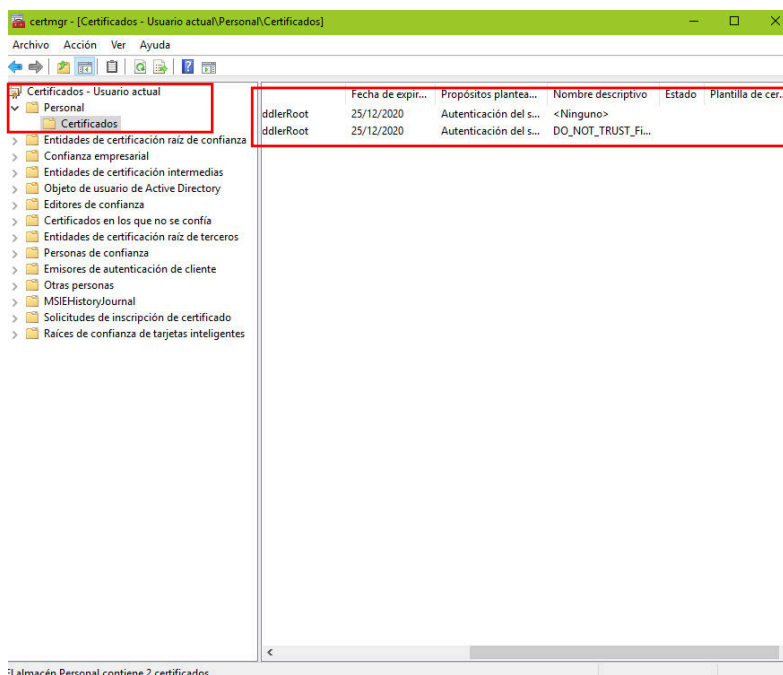 certmgr - [Certificados - Usuario actual\Personal\Certificados]
Archivo Acción Ver Ayuda
Certificados - Usuario actual
Personal
Certificados
Entidades de certificación raíz de confianza
Confianza empresarial
Entidades de certificación intermedias
Objeto de usuario de Active Directory
Editores de confianza
Certificados en los que no se confía
Entidades de certificación raíz de terceros
Personas de confianza
Emisores de autenticación de cliente
Otras personas
MSIEHistoryJournal
Solicitudes de inscripción de certificado
Raíces de confianza de tarjetas inteligentes
Fecha de expir... Propósitos plantea... Nombre descriptivo Estado Plantilla de cer...
ddlerRoot 25/12/2020 Autenticación del s... <Ninguno>
ddlerRoot 25/12/2020 Autenticación del s... DO_NOT_TRUST_Fi...
El almacén Personal contiene 2 certificados